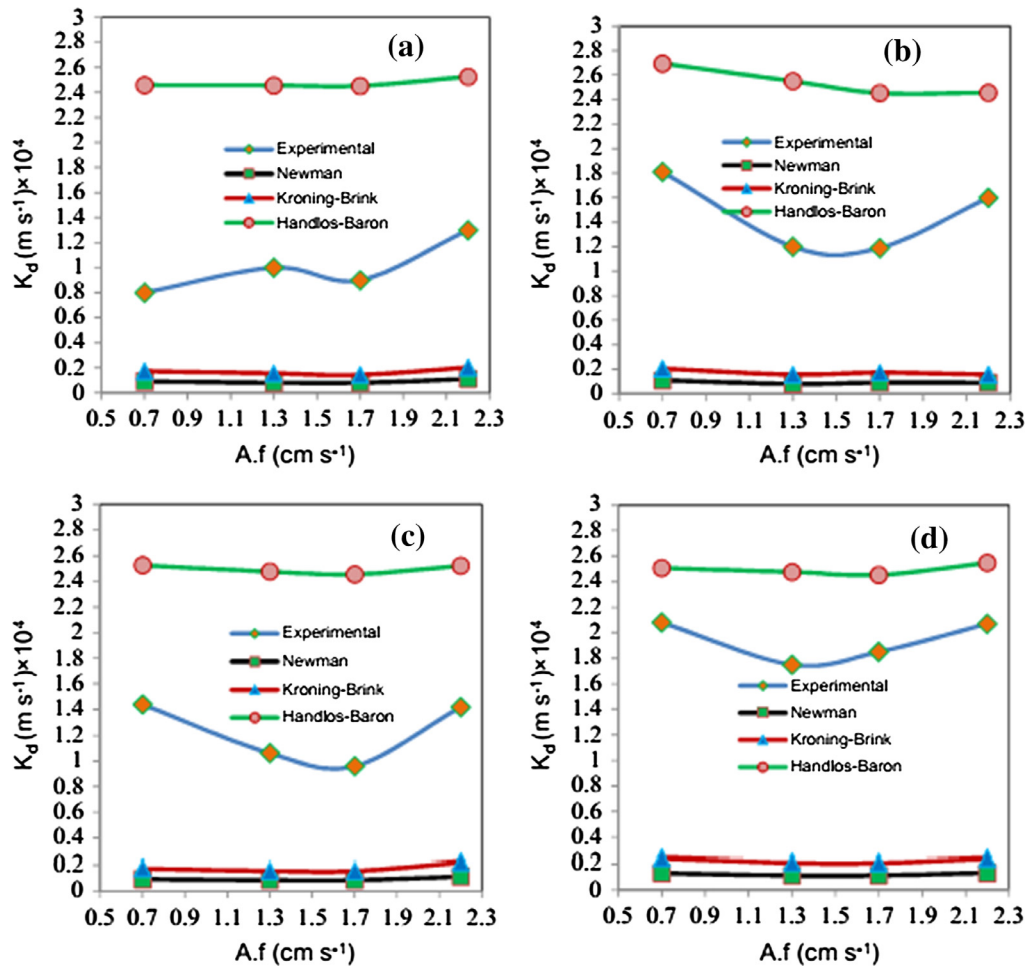 (a)
K_d (m s⁻¹)×10⁴
3
2.8
2.6
2.4
2.2
2
1.8
1.6
1.4
1.2
1
0.8
0.6
0.4
0.2
0
Experimental
Newman
Kroning-Brink
Handlos-Baron
0.5 0.7 0.9 1.1 1.3 1.5 1.7 1.9 2.1 2.3
A.f (cm s⁻¹)
(b)
K_d (m s⁻¹)×10⁴
3
2.8
2.6
2.4
2.2
2
1.8
1.6
1.4
1.2
1
0.8
0.6
0.4
0.2
0
Experimental
Newman
Kroning-Brink
Handlos-Baron
0.5 0.7 0.9 1.1 1.3 1.5 1.7 1.9 2.1 2.3
A.f (cm s⁻¹)
(c)
K_d (m s⁻¹)×10⁴
3
2.8
2.6
2.4
2.2
2
1.8
1.6
1.4
1.2
1
0.8
0.6
0.4
0.2
0
Experimental
Newman
Kroning-Brink
Handlos-Baron
0.5 0.7 0.9 1.1 1.3 1.5 1.7 1.9 2.1 2.3
A.f (cm s⁻¹)
(d)
K_d (m s⁻¹)×10⁴
3
2.8
2.6
2.4
2.2
2
1.8
1.6
1.4
1.2
1
0.8
0.6
0.4
0.2
0
Experimental
Newman
Kroning-Brink
Handlos-Baron
0.5 0.7 0.9 1.1 1.3 1.5 1.7 1.9 2.1 2.3
A.f (cm s⁻¹)